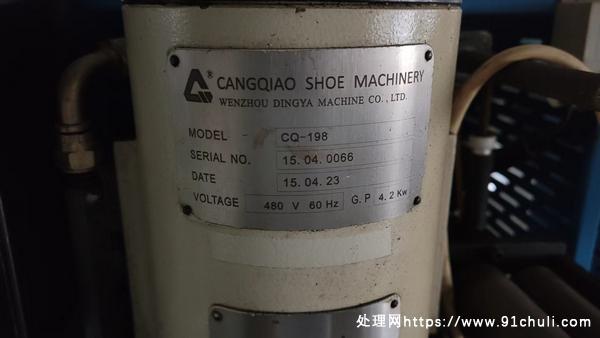 ® CANGQIAO SHOE MACHINERY
WENZHOU DINGYA MACHINE CO.,LTD.
MODEL CQ-198
SERIAL NO. 15.04.0066
DATE 15.04.23
VOLTAGE 480 V 60 Hz G.P 4.2 Kw
处理网https://www.91chuli.com/